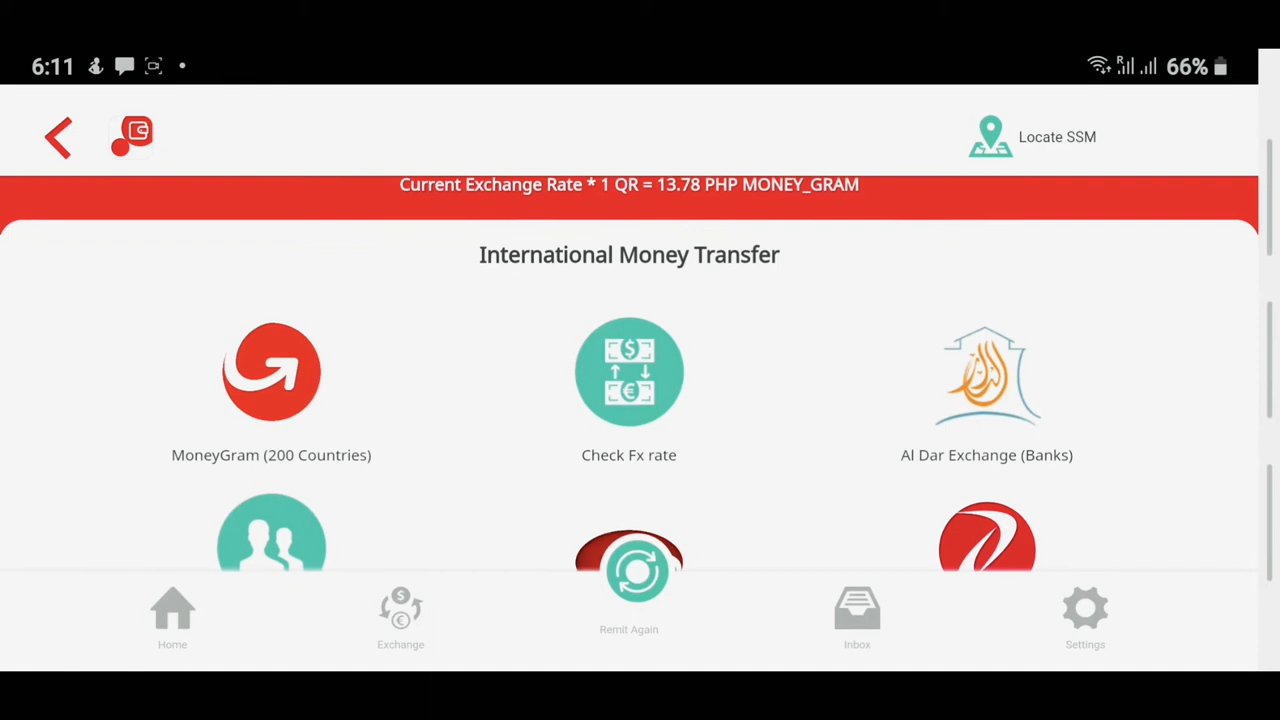 6:11
R
66%
Locate SSM
Current Exchange Rate * 1 QR = 13.78 PHP MONEY_GRAM
International Money Transfer
MoneyGram (200 Countries)
Check Fx rate
Al Dar Exchange (Banks)
Home
Exchange
Remit Again
Inbox
Settings